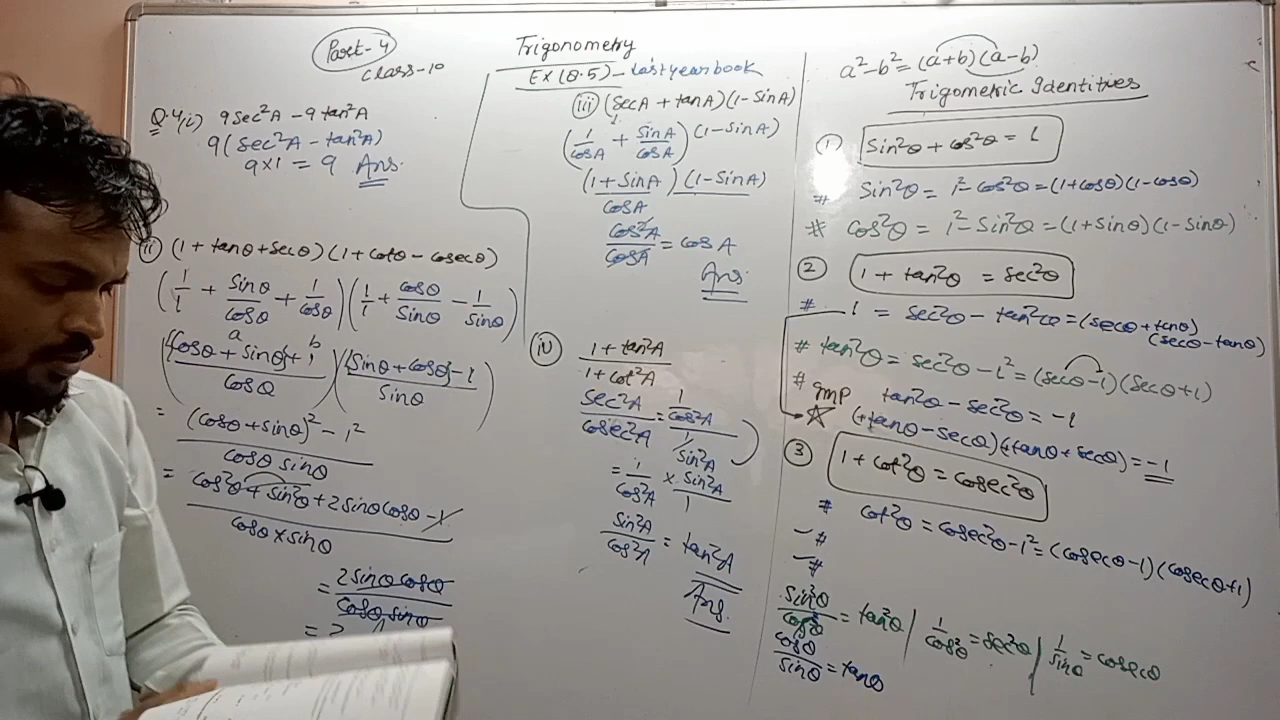 Part-4
Class-10
Trigonometry
Ex(8.5) - Last year book
Q.4(i) 9sec²A - 9tan²A
9(sec²A - tan²A)
9×1 = 9 Ans.
ii) (1 + tanθ + secθ)(1 + cotθ - cosecθ)
(1/1 + sinθ/cosθ + 1/cosθ)(1/1 + cosθ/sinθ - 1/sinθ)
a b
((cosθ + sinθ) + 1)/cosθ ((sinθ + cosθ) - 1)/sinθ
= ((cosθ + sinθ)² - 1²)/(cosθ sinθ)
= (cos²θ + sin²θ + 2sinθcosθ - 1)/(cosθ × sinθ)
= 2sinθcosθ/cosθ sinθ
= 2
iii) (secA + tanA)(1 - sinA)
(1/cosA + sinA/cosA)(1 - sinA)
(1 + sinA)(1 - sinA)/cosA
cos²A/cosA = cosA
Ans
iv) (1 + tan²A)/(1 + cot²A)
sec²A/cosec²A = (1/cos²A)/(1/sin²A)
= 1/cos²A × sin²A/1
sin²A/cos²A = tan²A
Ans.
a² - b² = (a+b)(a-b)
Trigometric Identities
① sin²θ + cos²θ = 1
# sin²θ = 1² - cos²θ = (1+cosθ)(1-cosθ)
# cos²θ = 1² - sin²θ = (1+sinθ)(1-sinθ)
② 1 + tan²θ = sec²θ
# 1 = sec²θ - tan²θ = (secθ + tanθ)
(secθ - tanθ)
# tan²θ = sec²θ - 1² = (secθ - 1)(secθ + 1)
# imp tan²θ - sec²θ = -1
☆ (tanθ - secθ)(tanθ + secθ) = -1
③ 1 + cot²θ = cosec²θ
# cot²θ = cosec²θ - 1² = (cosecθ - 1)(cosecθ + 1)
#
#
sin²θ/cos²θ = tan²θ / 1/cos²θ = sec²θ / 1/sinθ = cosecθ
cosθ/sinθ = tanθ